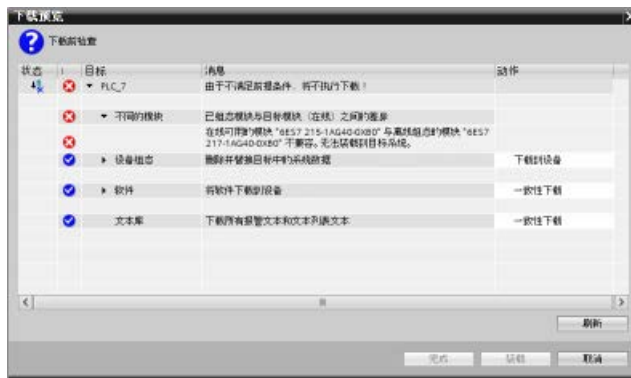 下载预览
下载前检查
状态 ! 目标 消息 动作
PLC_7 由于不满足前提条件，将不执行下载！
不同的模块 已组态模块与目标模块（在线）之间的差异
在线可用的模块 "6ES7 215-1AG40-0XB0" 与离线组态的模块 "6ES7
217-1AG40-0XB0" 不兼容。无法装载到目标系统。
设备组态 删除并替换目标中的系统数据 下载到设备
软件 将软件下载到设备 一致性下载
文本库 下载所有报警文本和文本列表文本 一致性下载
刷新
完成 装载 取消